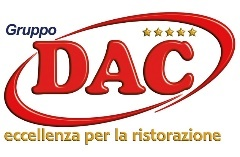 Gruppo
DAC
eccellenza per la ristorazione